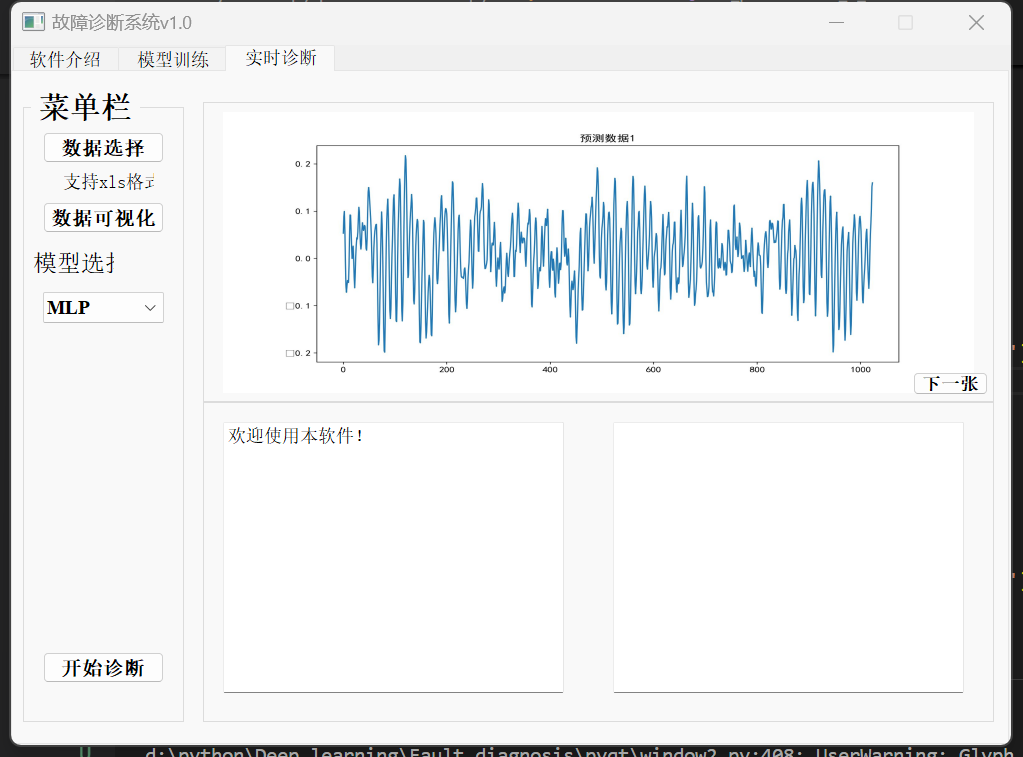 故障诊断系统v1.0
软件介绍 模型训练 实时诊断
菜单栏
数据选择
支持xls格式
数据可视化
模型选
MLP
开始诊断
预测数据1
0.2
0.1
0.0
□0.1
□0.2
0 200 400 600 800 1000
下一张
欢迎使用本软件!
d:\python\Deep learning\Fault diagnosis\pyqt\window2.py:408: UserWarning: Glyph